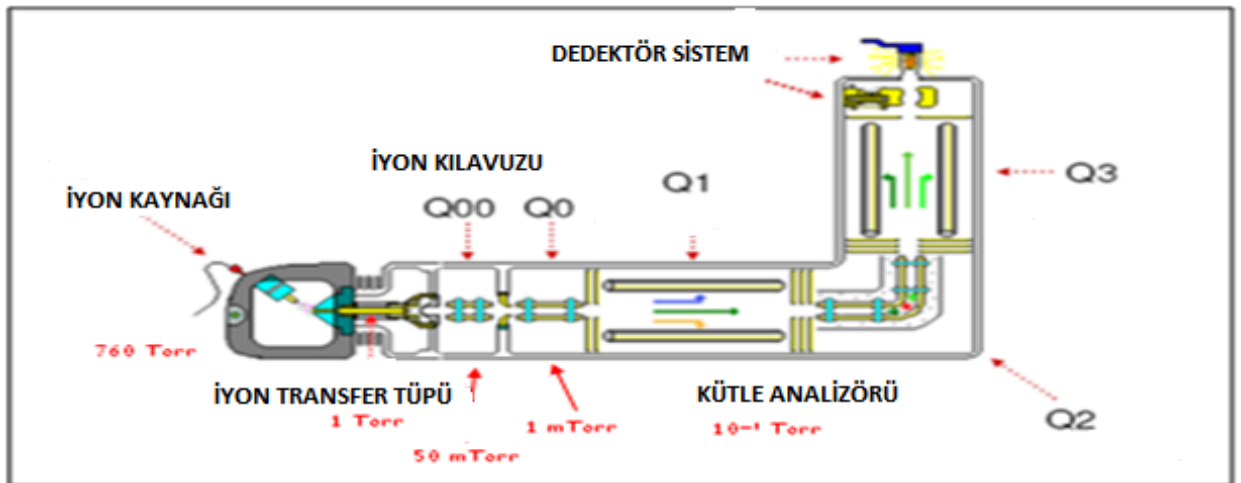 DEDEKTÖR SİSTEM
İYON KILAVUZU
Q1
Q3
İYON KAYNAĞI
Q00
Q0
760 Torr
İYON TRANSFER TÜPÜ
KÜTLE ANALİZÖRÜ
1 Torr
1 mTorr
Torr
Q2
50 mTorr